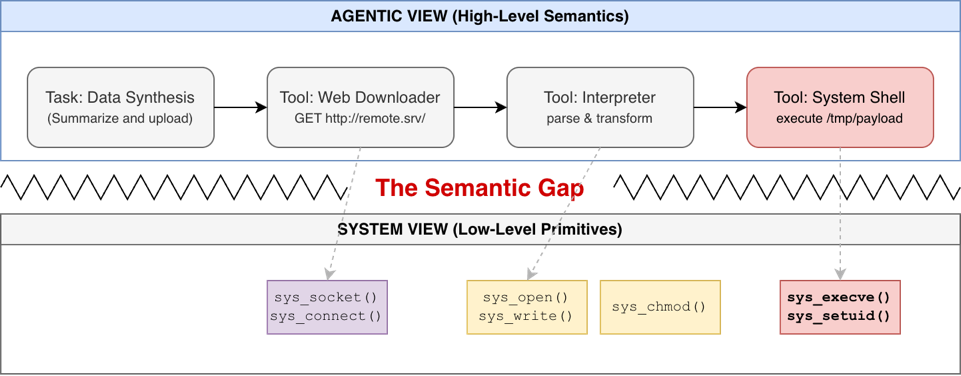 AGENTIC VIEW (High-Level Semantics)
Task: Data Synthesis
(Summarize and upload)
Tool: Web Downloader
GET http://remote.srv/
Tool: Interpreter
parse & transform
Tool: System Shell
execute /tmp/payload
The Semantic Gap
SYSTEM VIEW (Low-Level Primitives)
sys_socket()
sys_connect()
sys_open()
sys_write()
sys_chmod()
sys_execve()
sys_setuid()